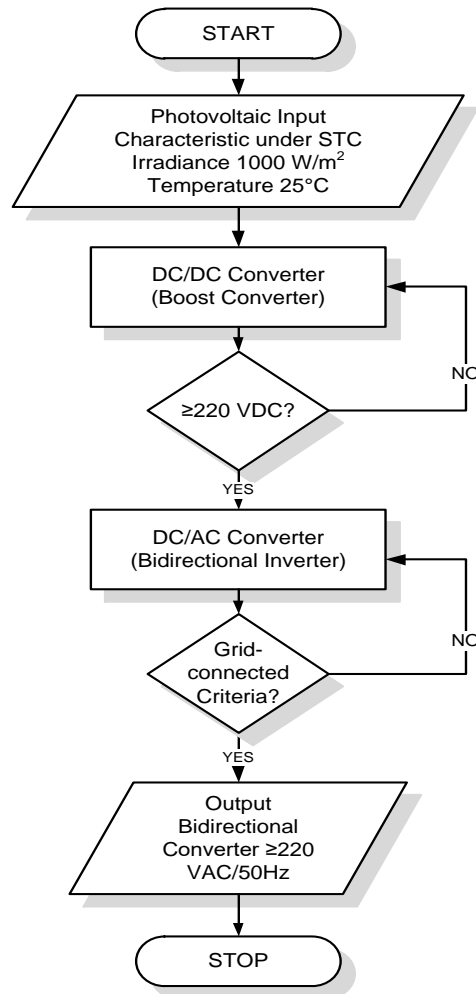 START
Photovoltaic Input
Characteristic under STC
Irradiance 1000 W/m²
Temperature 25°C
DC/DC Converter
(Boost Converter)
≥220 VDC?
NO
YES
DC/AC Converter
(Bidirectional Inverter)
Grid-
connected
Criteria?
NO
YES
Output
Bidirectional
Converter ≥220
VAC/50Hz
STOP